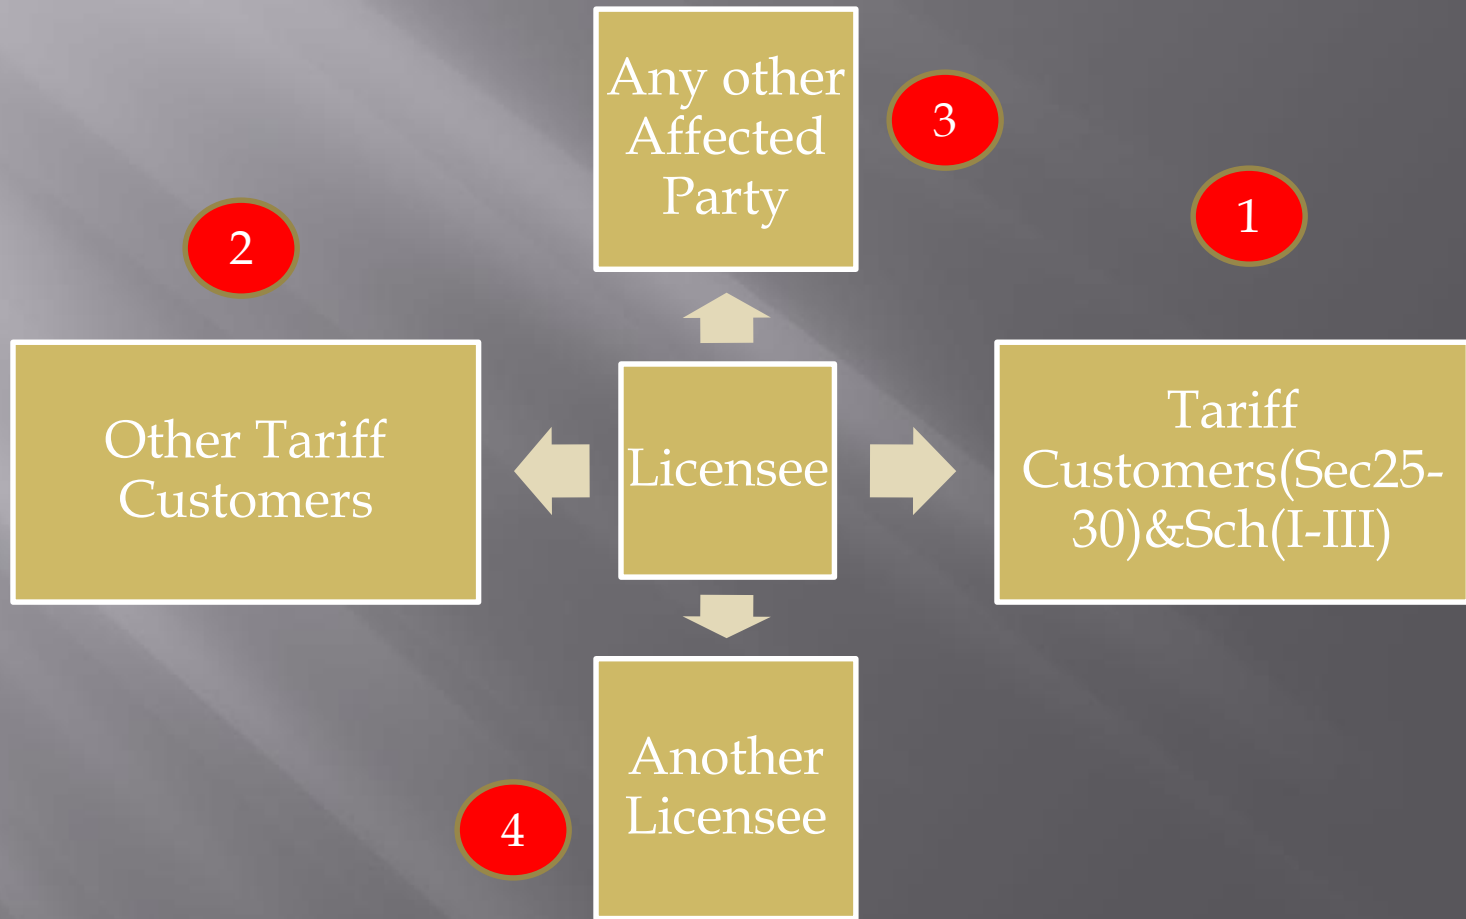 Any other
Affected
Party
3
1
2
Other Tariff
Customers
Licensee
Tariff
Customers(Sec25-
30)&Sch(I-III)
Another
Licensee
4